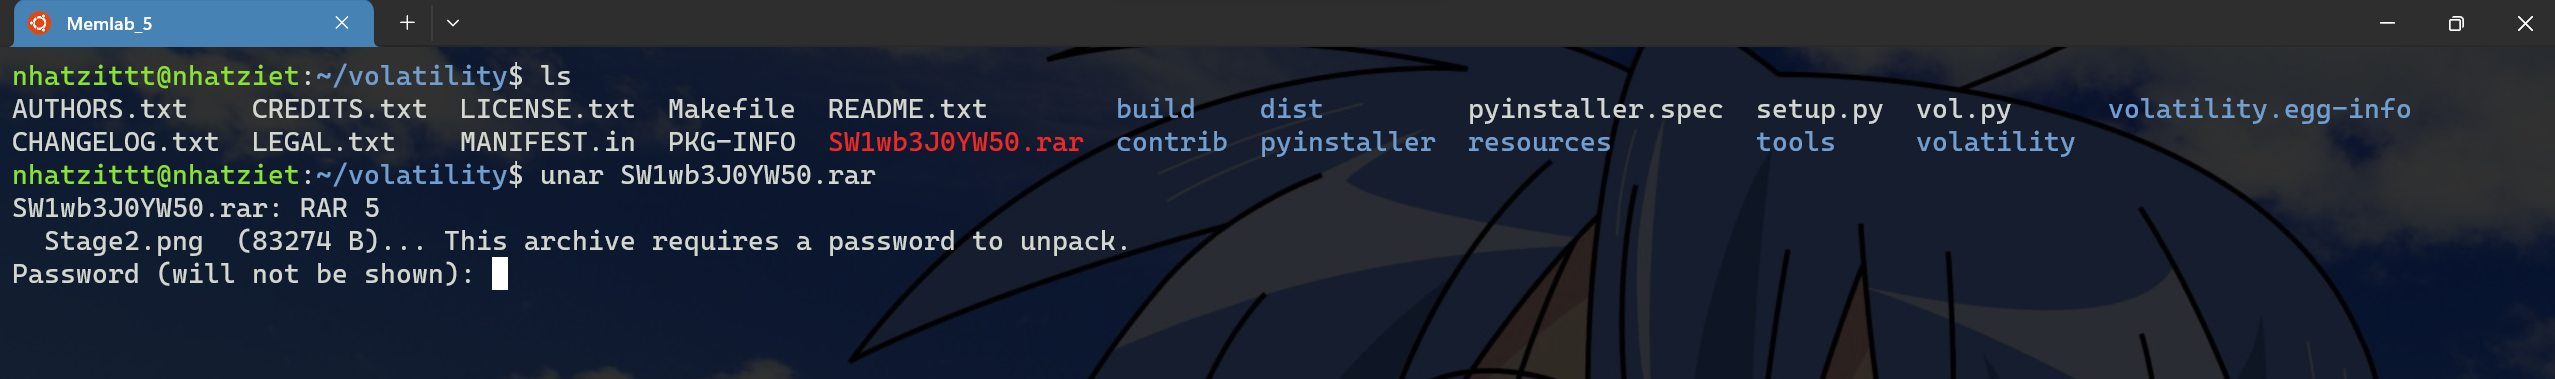 Memlab_5
nhatzittt@nhatziet:~/volatility$ ls
AUTHORS.txt    CREDITS.txt  LICENSE.txt  Makefile  README.txt        build    dist         pyinstaller.spec  setup.py  vol.py      volatility.egg-info
CHANGELOG.txt  LEGAL.txt    MANIFEST.in  PKG-INFO  SW1wb3J0YW50.rar  contrib  pyinstaller  resources         tools     volatility
nhatzittt@nhatziet:~/volatility$ unar SW1wb3J0YW50.rar
SW1wb3J0YW50.rar: RAR 5
  Stage2.png  (83274 B)... This archive requires a password to unpack.
Password (will not be shown):